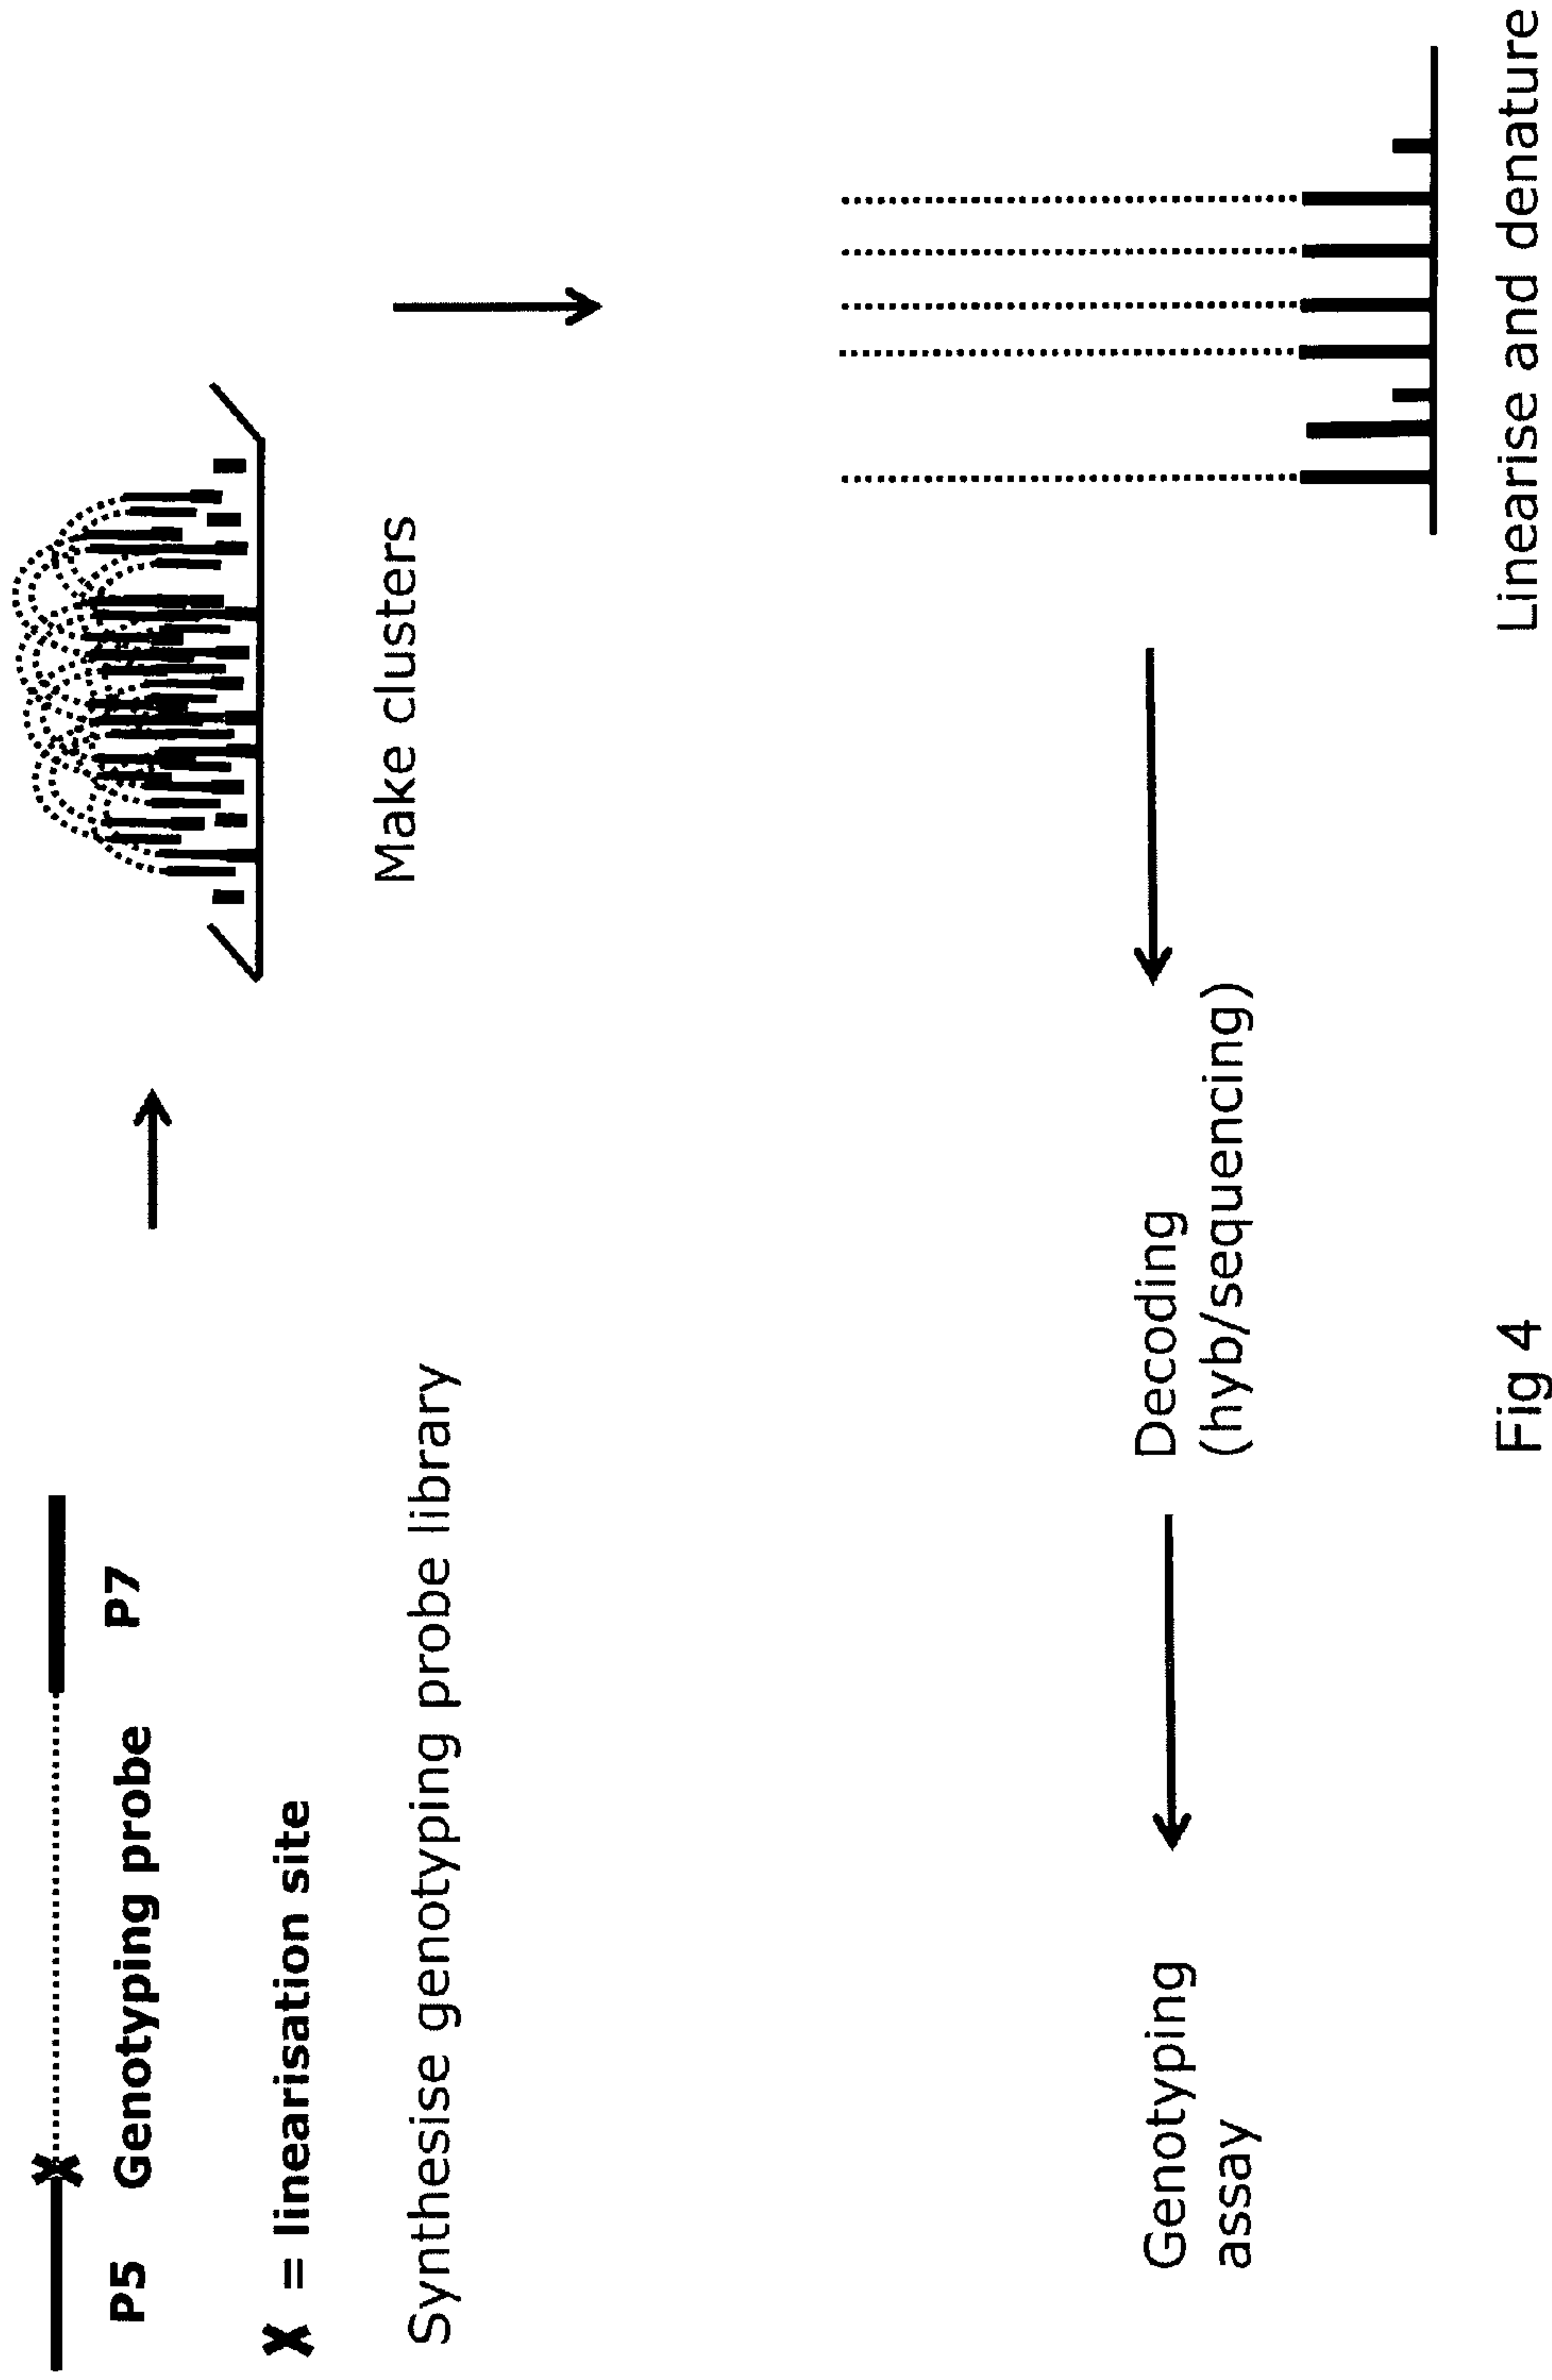 P5 Genotyping probe P7
X = linearisation site
Synthesise genotyping probe library
Make clusters
Linearise and denature
Decoding
(hyb/sequencing)
Genotyping
assay
Fig 4